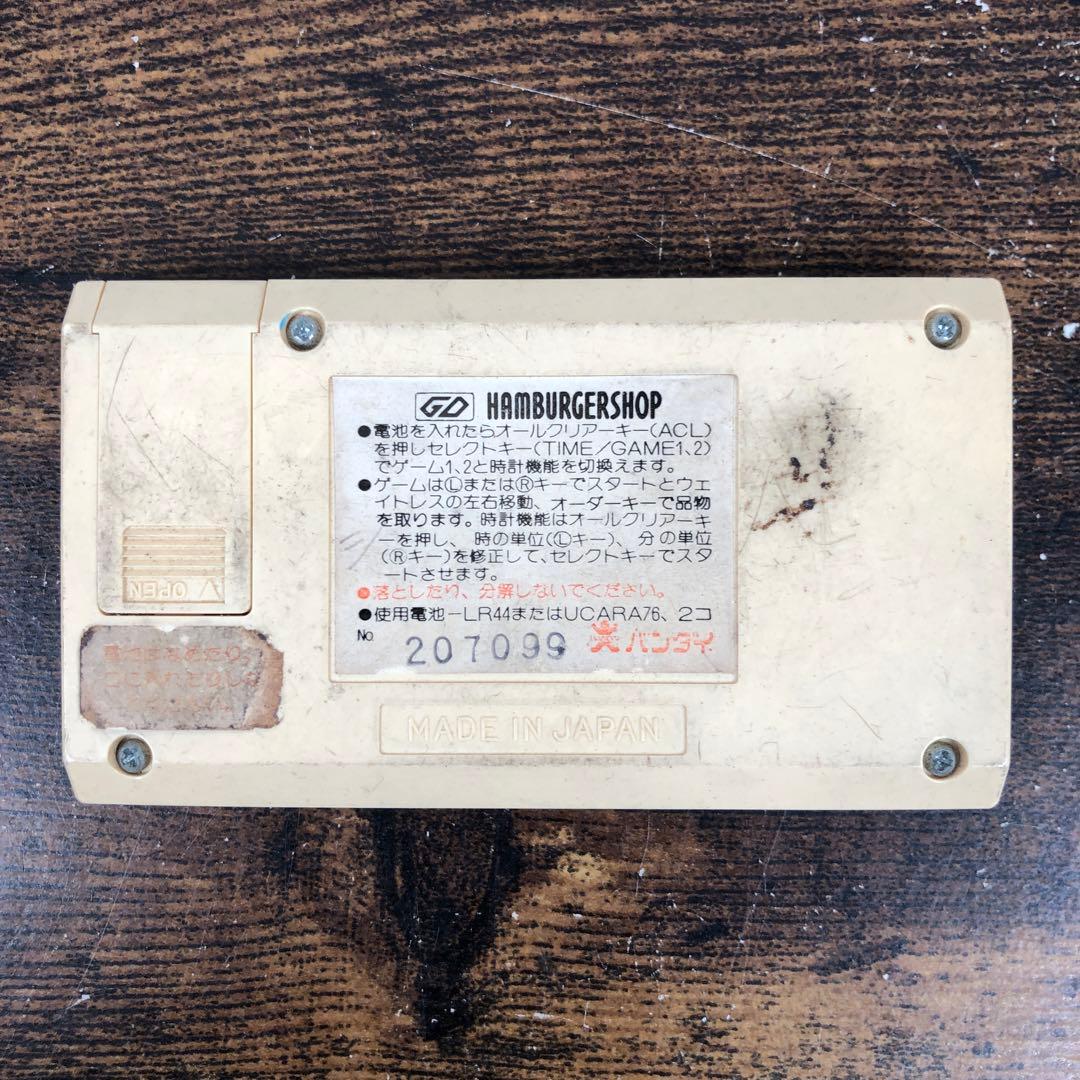 GD HAMBURGERSHOP
●電池を入れたらオールクリアーキー(ACL)
を押しセレクトキー(TIME/GAME1、2)
でゲーム1、2と時計機能を切換えます。
●ゲームはⓁまたはⓇキーでスタートとウェ
イトレスの左右移動、オーダーキーで品物
を取ります。時計機能はオールクリアーキ
ーを押し、時の単位(Ⓛキー)、分の単位
(Ⓡキー)を修正して、セレクトキーでスタ
ートさせます。
●落としたり、分解しないでください。
●使用電池ーLR44またはUCARA76、2コ
No. 207099 バンダイ
OPEN
MADE IN JAPAN